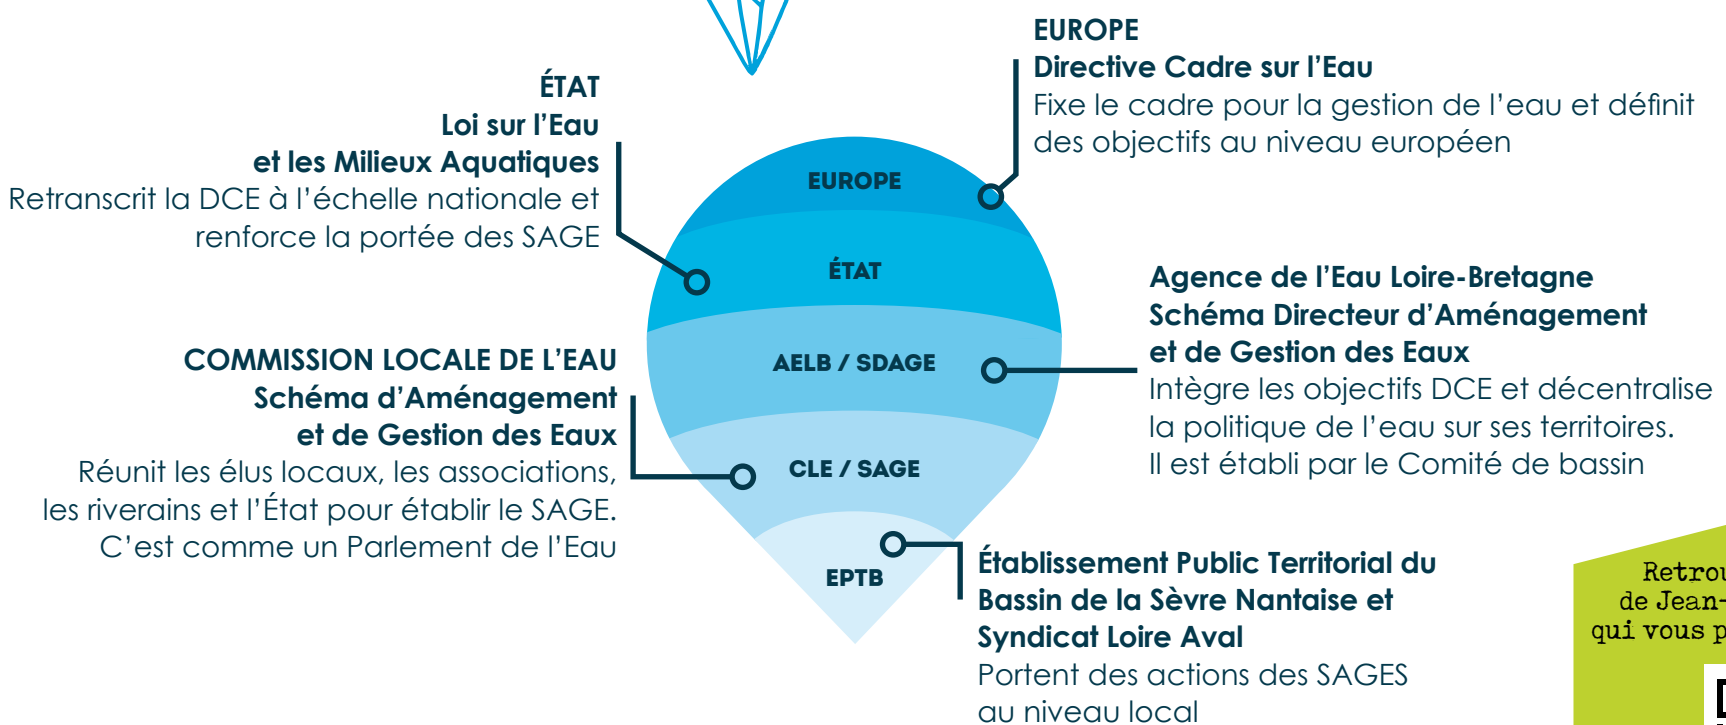 EUROPE
Directive Cadre sur l’Eau
Fixe le cadre pour la gestion de l’eau et définit
des objectifs au niveau européen
ÉTAT
Loi sur l’Eau
et les Milieux Aquatiques
Retranscrit la DCE à l’échelle nationale et
renforce la portée des SAGE
EUROPE
ÉTAT
AELB / SDAGE
CLE / SAGE
EPTB
Agence de l’Eau Loire-Bretagne
Schéma Directeur d’Aménagement
et de Gestion des Eaux
Intègre les objectifs DCE et décentralise
la politique de l’eau sur ses territoires.
Il est établi par le Comité de bassin
COMMISSION LOCALE DE L’EAU
Schéma d’Aménagement
et de Gestion des Eaux
Réunit les élus locaux, les associations,
les riverains et l’État pour établir le SAGE.
C’est comme un Parlement de l’Eau
Établissement Public Territorial du
Bassin de la Sèvre Nantaise et
Syndicat Loire Aval
Portent des actions des SAGES
au niveau local
de Jean-
qui vous